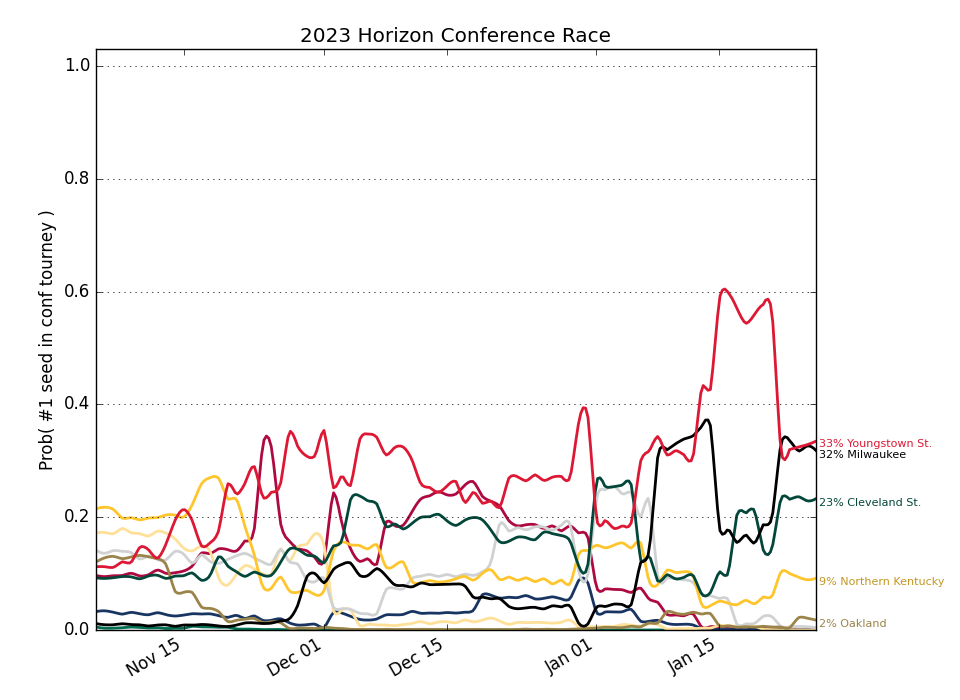 2023 Horizon Conference Race
Prob( #1 seed in conf tourney )
1.0
0.8
0.6
0.4
0.2
0.0
33% Youngstown St.
32% Milwaukee
23% Cleveland St.
9% Northern Kentucky
2% Oakland
Nov 15
Dec 01
Dec 15
Jan 01
Jan 15